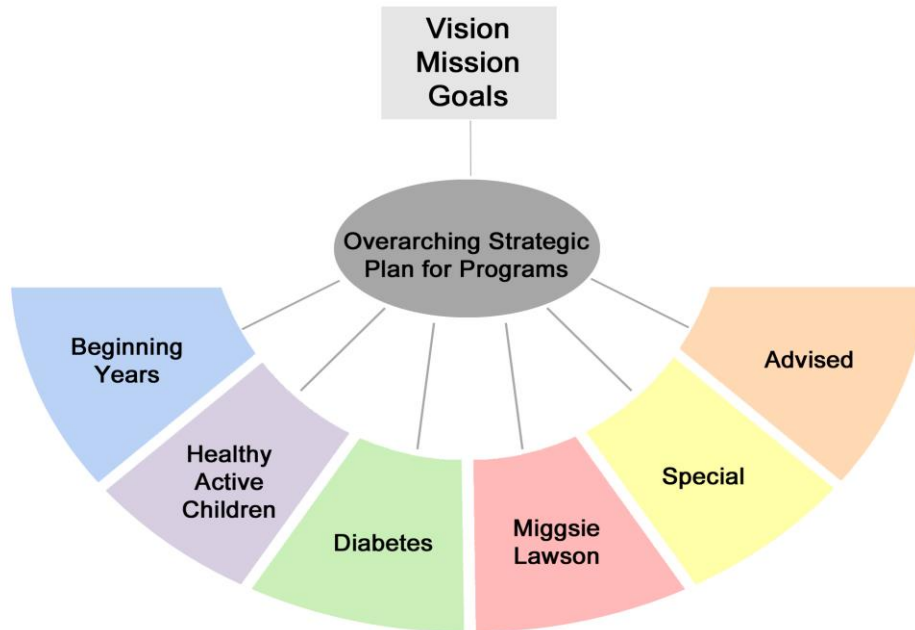 Vision
Mission
Goals
Overarching Strategic
Plan for Programs
Beginning
Years
Healthy
Active
Children
Diabetes
Miggsie
Lawson
Special
Advised